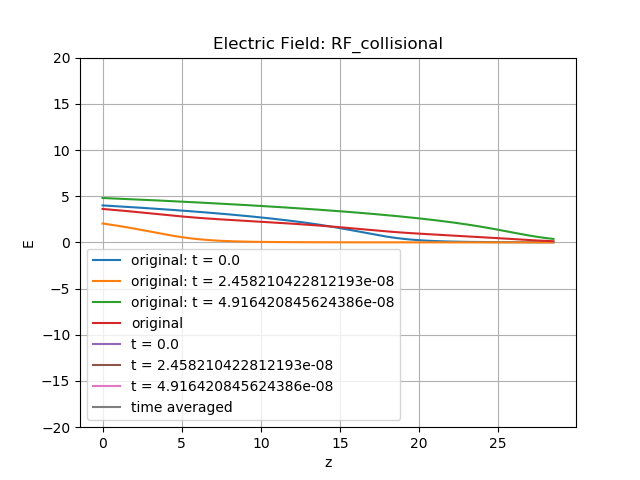 Electric Field: RF_collisional
20
15
10
5
0
−5
−10
−15
−20
E
original: t = 0.0
original: t = 2.458210422812193e-08
original: t = 4.916420845624386e-08
original
t = 0.0
t = 2.458210422812193e-08
t = 4.916420845624386e-08
time averaged
0 5 10 15 20 25
z